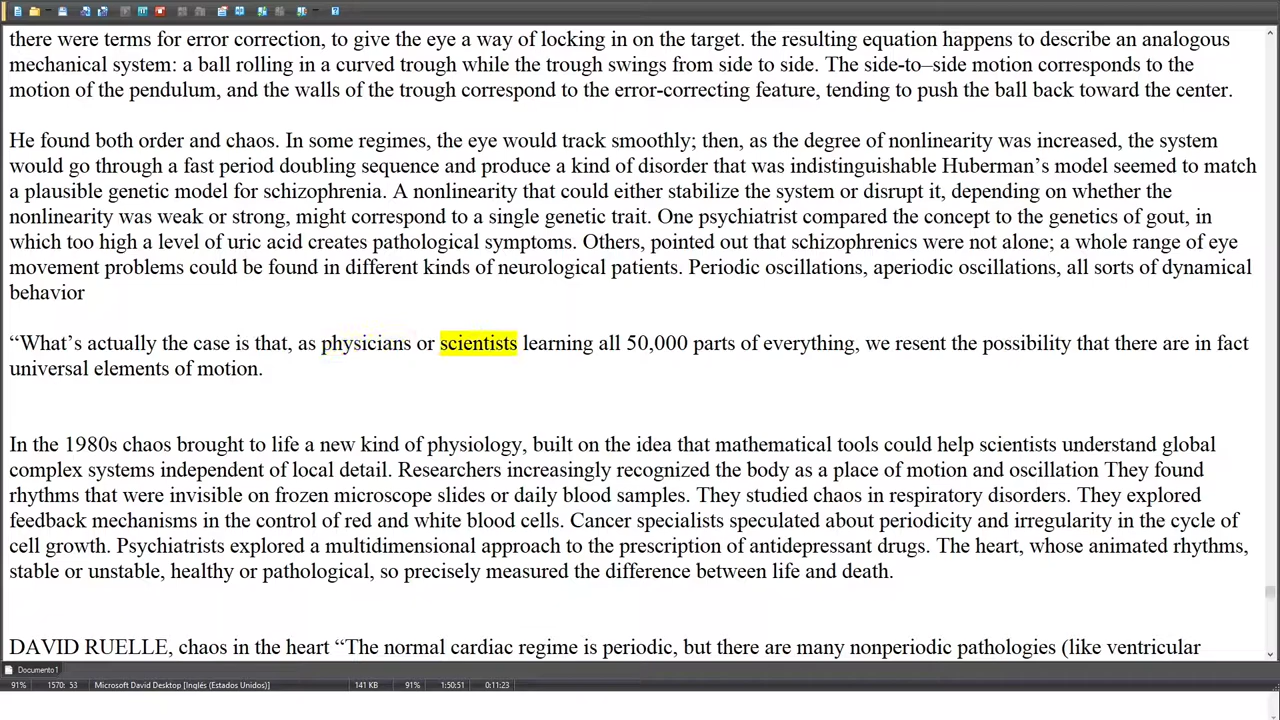 there were terms for error correction, to give the eye a way of locking in on the target. the resulting equation happens to describe an analogous
mechanical system: a ball rolling in a curved trough while the trough swings from side to side. The side-to–side motion corresponds to the
motion of the pendulum, and the walls of the trough correspond to the error-correcting feature, tending to push the ball back toward the center.
He found both order and chaos. In some regimes, the eye would track smoothly; then, as the degree of nonlinearity was increased, the system
would go through a fast period doubling sequence and produce a kind of disorder that was indistinguishable Huberman’s model seemed to match
a plausible genetic model for schizophrenia. A nonlinearity that could either stabilize the system or disrupt it, depending on whether the
nonlinearity was weak or strong, might correspond to a single genetic trait. One psychiatrist compared the concept to the genetics of gout, in
which too high a level of uric acid creates pathological symptoms. Others, pointed out that schizophrenics were not alone; a whole range of eye
movement problems could be found in different kinds of neurological patients. Periodic oscillations, aperiodic oscillations, all sorts of dynamical
behavior
“What’s actually the case is that, as physicians or scientists learning all 50,000 parts of everything, we resent the possibility that there are in fact
universal elements of motion.
In the 1980s chaos brought to life a new kind of physiology, built on the idea that mathematical tools could help scientists understand global
complex systems independent of local detail. Researchers increasingly recognized the body as a place of motion and oscillation They found
rhythms that were invisible on frozen microscope slides or daily blood samples. They studied chaos in respiratory disorders. They explored
feedback mechanisms in the control of red and white blood cells. Cancer specialists speculated about periodicity and irregularity in the cycle of
cell growth. Psychiatrists explored a multidimensional approach to the prescription of antidepressant drugs. The heart, whose animated rhythms,
stable or unstable, healthy or pathological, so precisely measured the difference between life and death.
DAVID RUELLE, chaos in the heart “The normal cardiac regime is periodic, but there are many nonperiodic pathologies (like ventricular
Documento1
91% 1570: 53 Microsoft David Desktop [Inglés (Estados Unidos)] 141 KB 91% 1:50:51 0:11:23